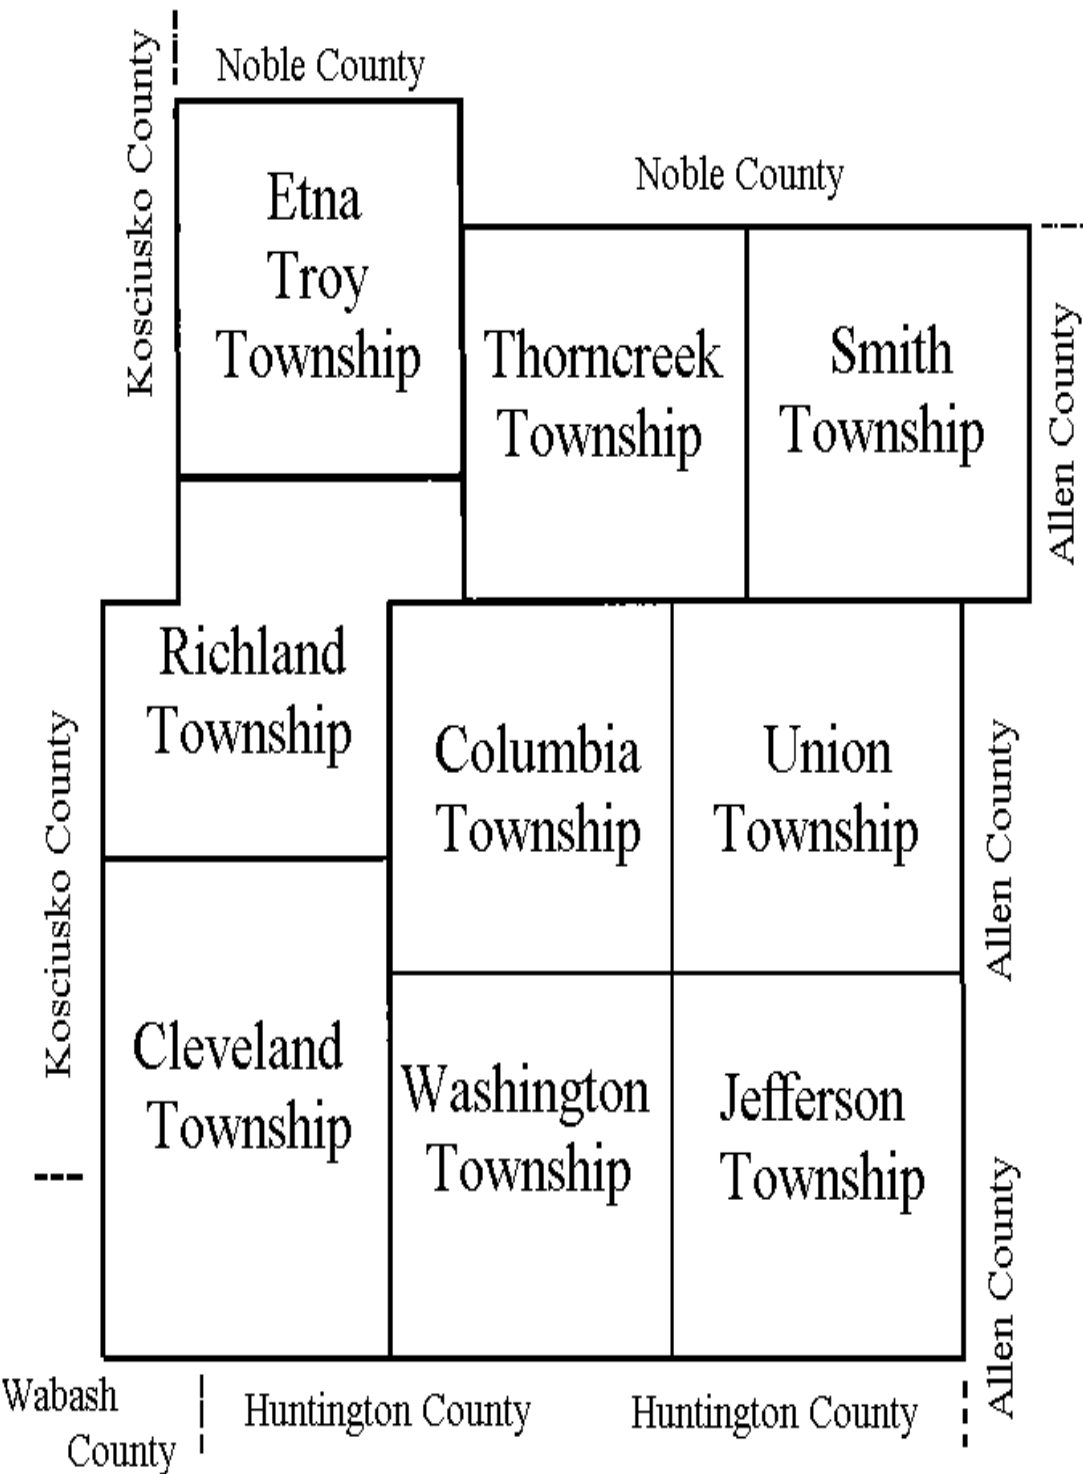 Noble County
Kosciusko County
Noble County
Etna
Troy
Township
Thorncreek
Township
Smith
Township
Allen County
Richland
Township
Columbia
Township
Union
Township
Kosciusko County
Allen County
Cleveland
Township
Washington
Township
Jefferson
Township
Allen County
Wabash
County
Huntington County
Huntington County